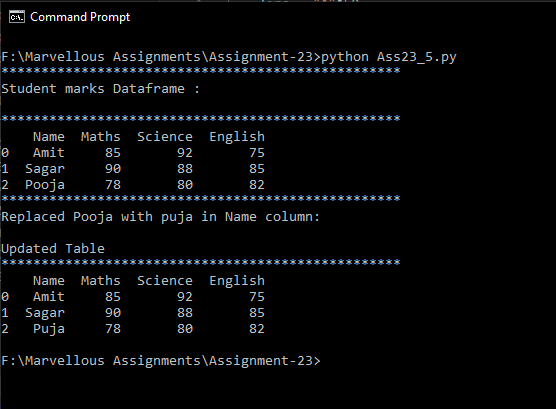 Command Prompt
F:\Marvellous Assignments\Assignment-23>python Ass23_5.py
**************************************************
Student marks Dataframe :
**************************************************
    Name  Maths  Science  English
0   Amit     85       92       75
1  Sagar     90       88       85
2  Pooja     78       80       82
**************************************************
Replaced Pooja with puja in Name column:
Updated Table
**************************************************
    Name  Maths  Science  English
0   Amit     85       92       75
1  Sagar     90       88       85
2   Puja     78       80       82
F:\Marvellous Assignments\Assignment-23>